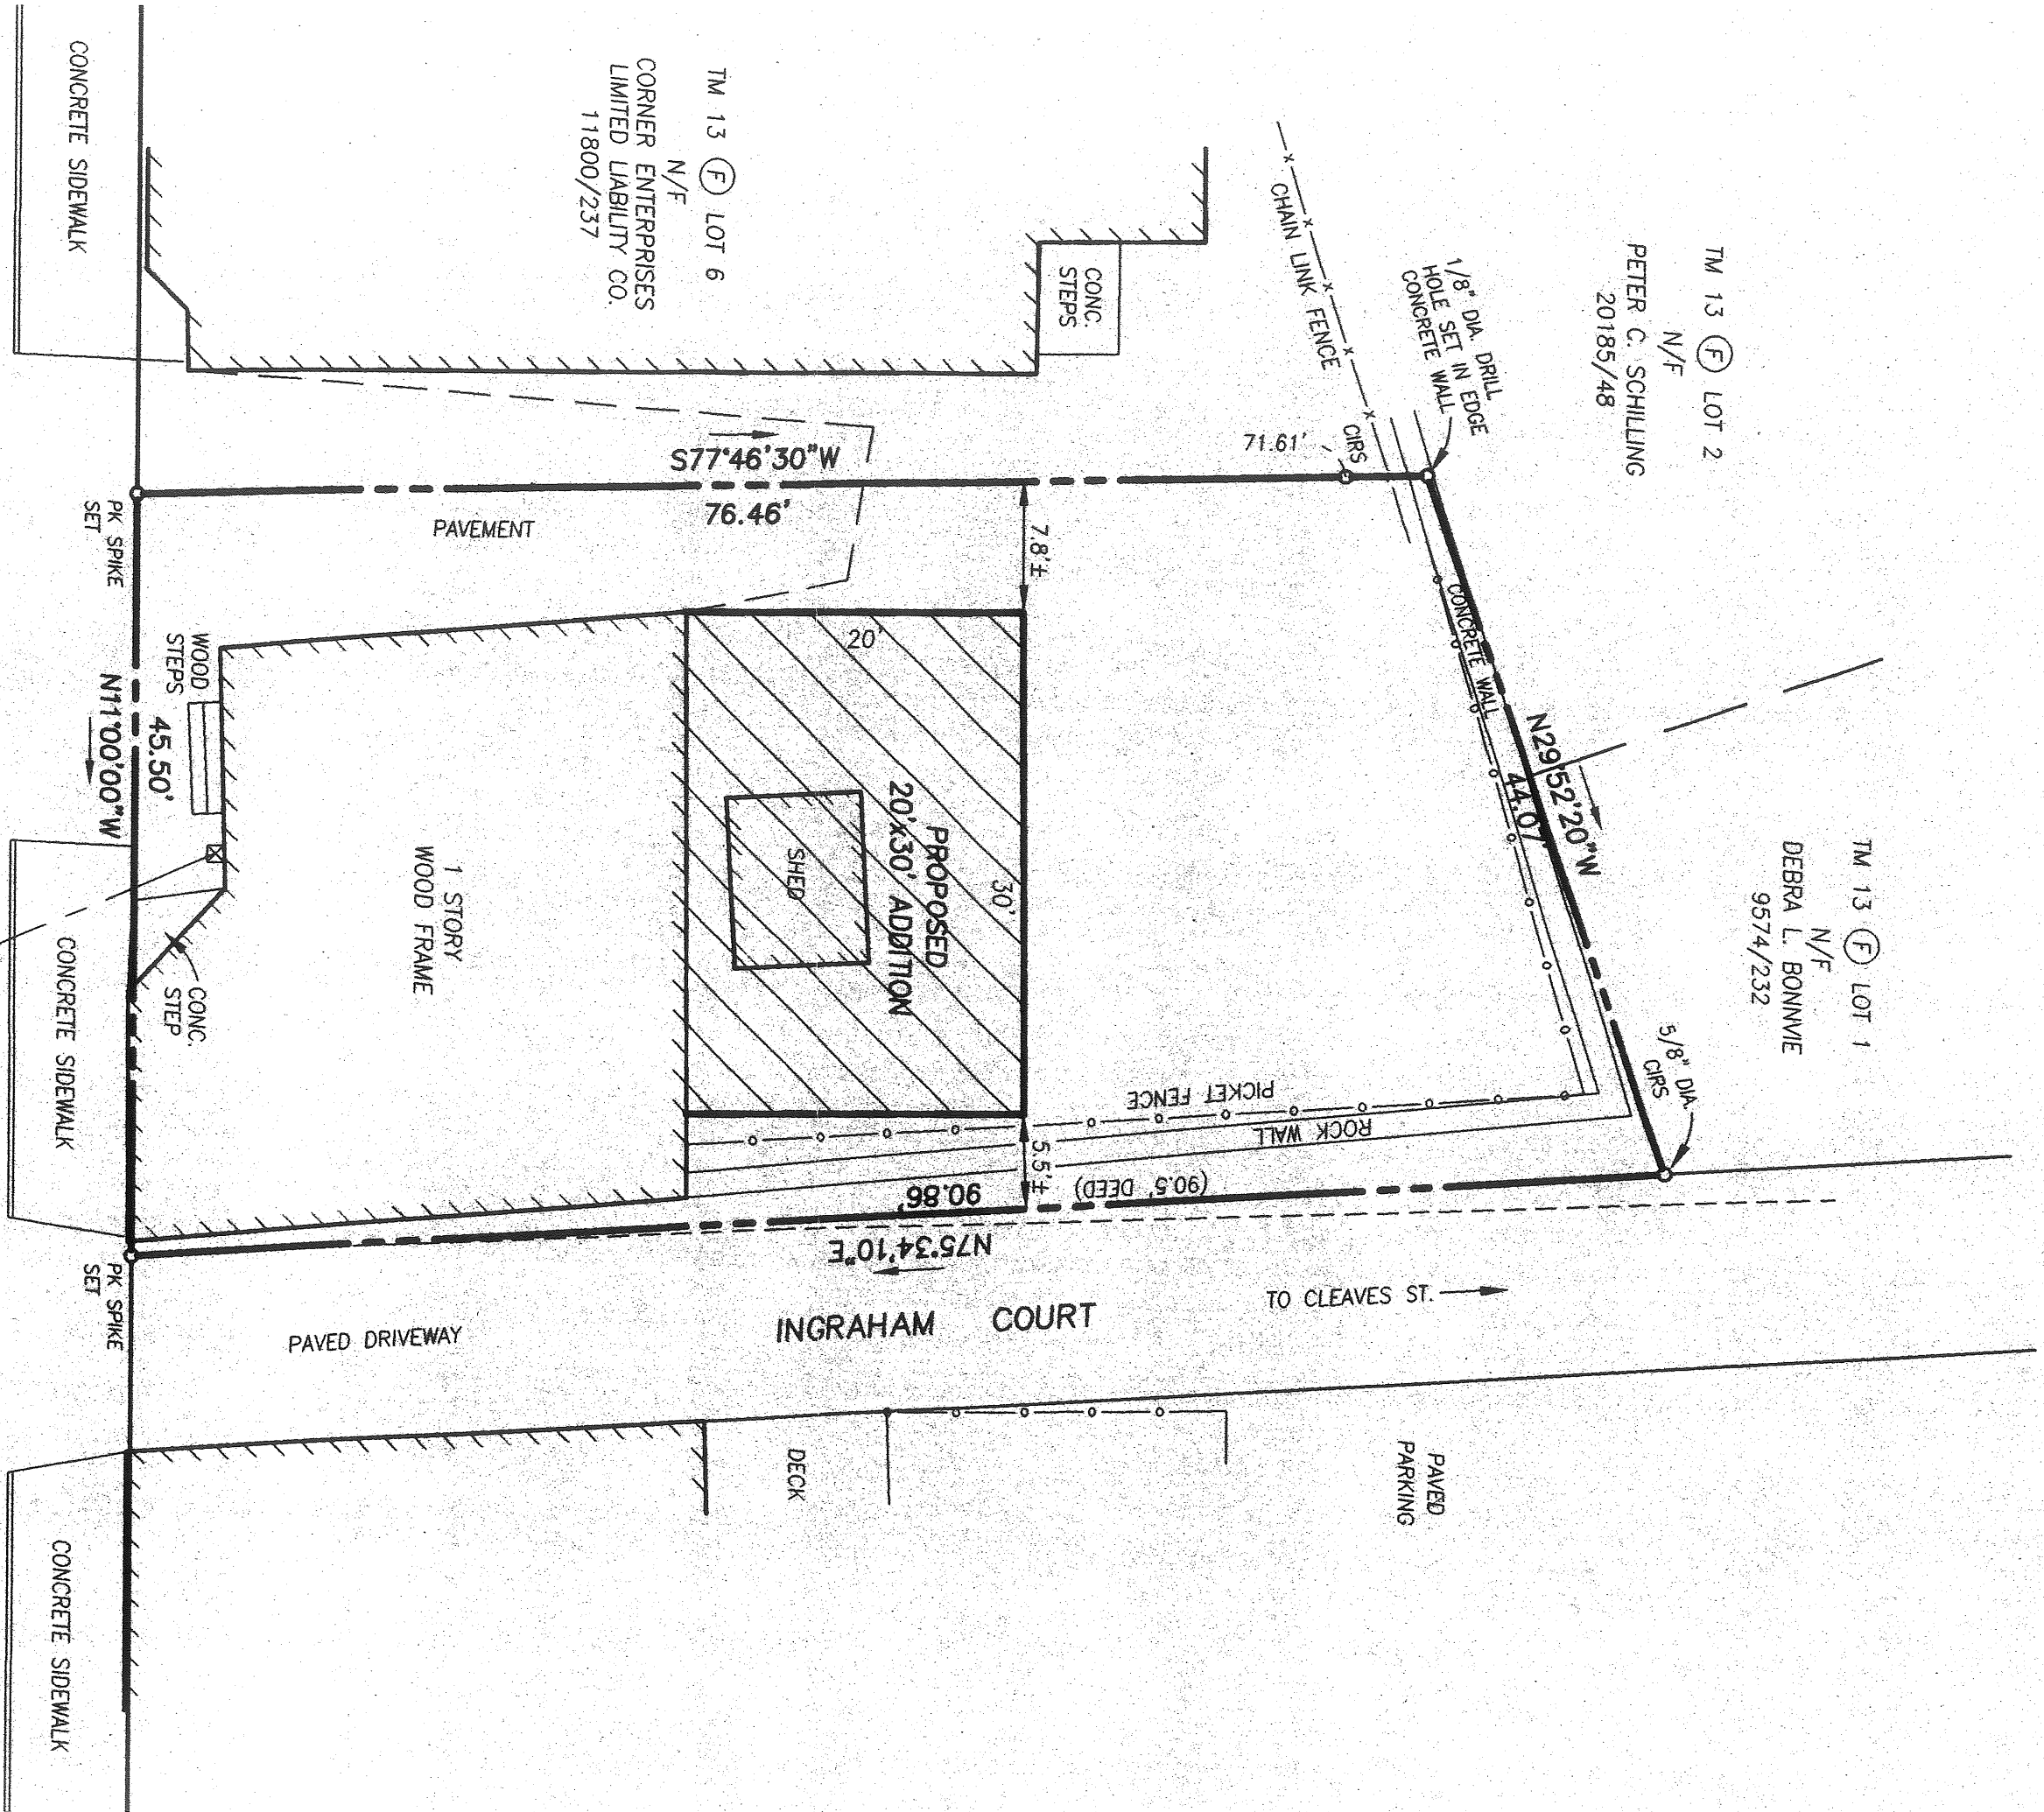 CONCRETE SIDEWALK
TM 13 F LOT 6
N/F
CORNER ENTERPRISES
LIMITED LIABILITY CO.
11800/237
CONC.
STEPS
CHAIN LINK FENCE
1/8" DIA. DRILL
HOLE SET IN EDGE
CONCRETE WALL
TM 13 F LOT 2
N/F
PETER C. SCHILLING
20185/48
S77°46'30"W
76.46'
71.61'
CIRS
PK SPIKE
SET
PAVEMENT
7.8'±
CONCRETE WALL
N29°52'20"W
44.07'
TM 13 F LOT 1
N/F
DEBRA L. BONNVIE
9574/232
WOOD
STEPS
45.50'
N11°00'00"W
20'
30'
PROPOSED
20'x30' ADDITION
SHED
1 STORY
WOOD FRAME
CONC.
STEP
CONCRETE SIDEWALK
5/8" DIA.
CIRS
PICKET FENCE
ROCK WALL
5.5'±
(90.5' DEED)
90.86'
N75°34'10"E
PK SPIKE
SET
PAVED DRIVEWAY
INGRAHAM COURT
TO CLEAVES ST.
DECK
PAVED
PARKING
CONCRETE SIDEWALK